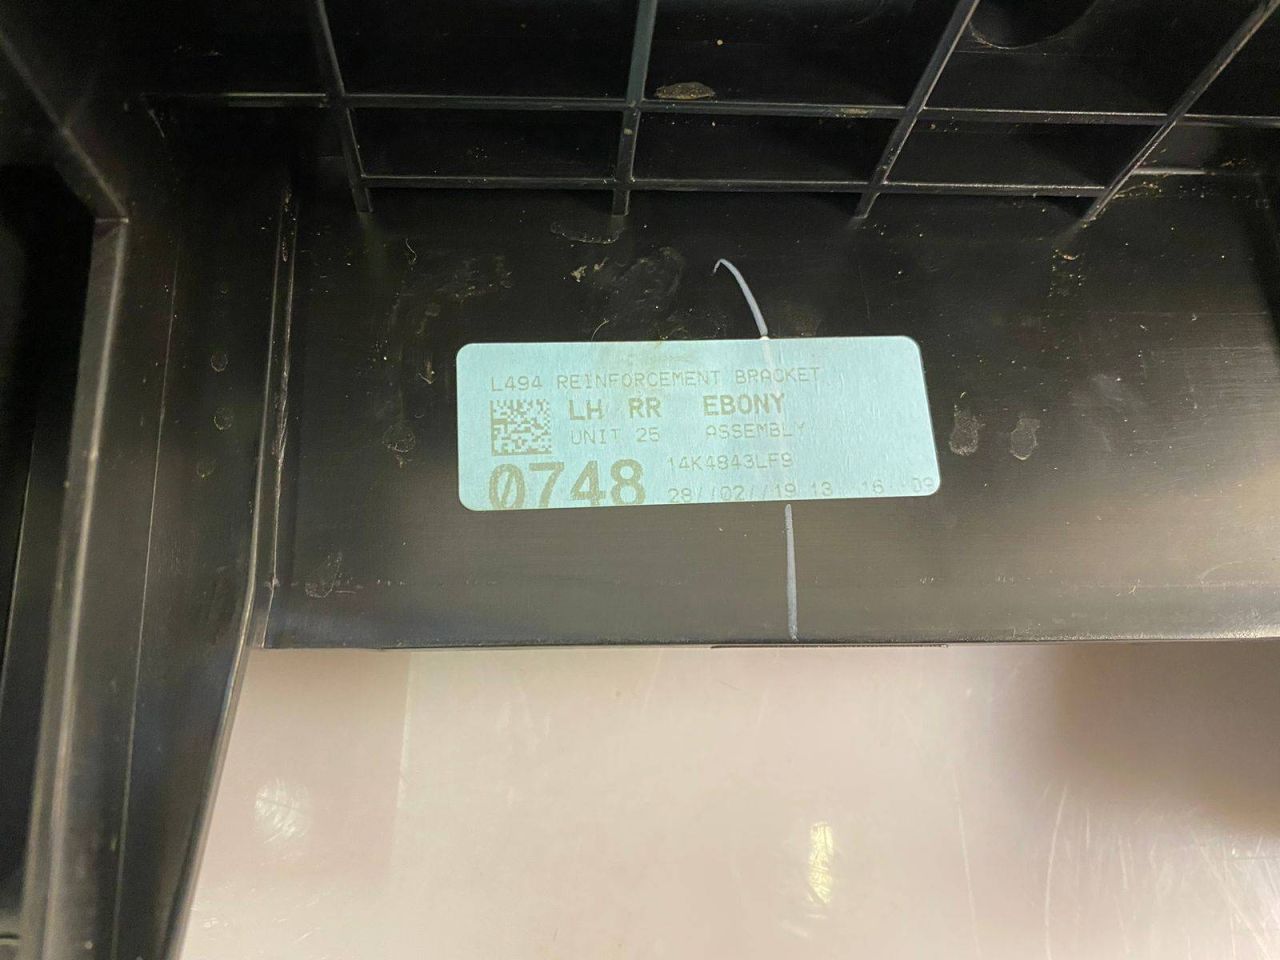 L494 REINFORCEMENT BRACKET
LH RR EBONY
UNIT 25 ASSEMBLY
0748 14K4843LF9
28//02//19 13 16 09